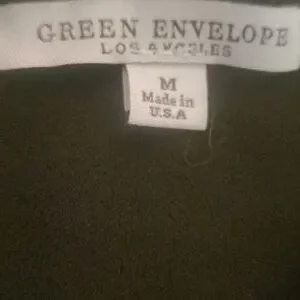 GREEN ENVELOPE
LOS ANGELES
M
Made in
U.S.A